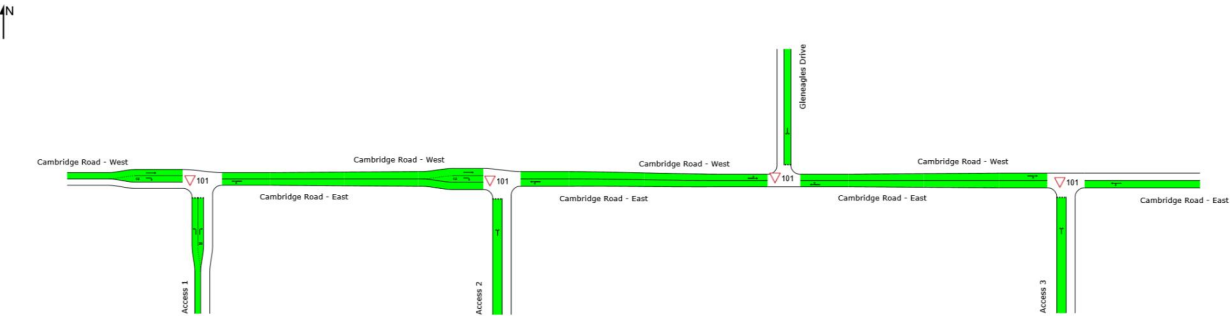 N
Gleneagles Drive
Cambridge Road - West
Cambridge Road - West
Cambridge Road - West
Cambridge Road - West
101
101
101
101
Cambridge Road - East
Cambridge Road - East
Cambridge Road - East
Cambridge Road - East
Access 1
Access 2
Access 3